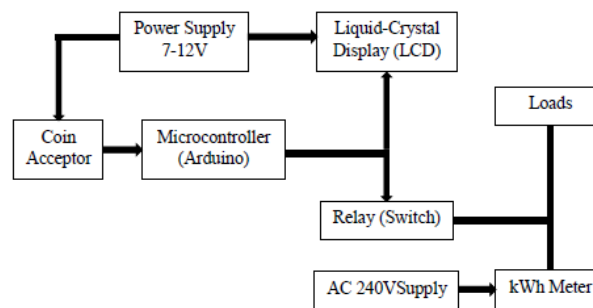 Power Supply
7-12V
Liquid-Crystal
Display (LCD)
Loads
Coin
Acceptor
Microcontroller
(Arduino)
Relay (Switch)
AC 240VSupply
kWh Meter